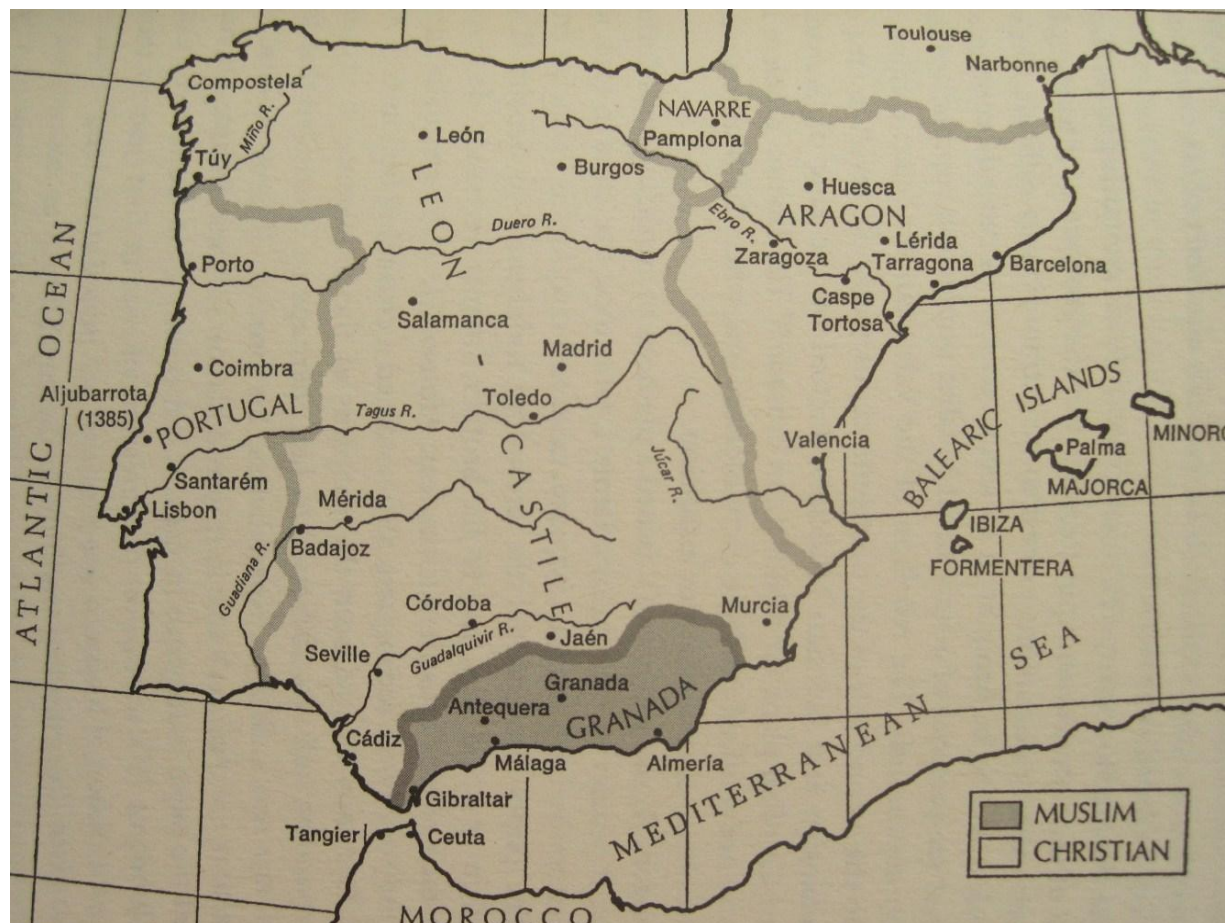 Toulouse
Narbonne
Compostela
Miño R.
Túy
León
Burgos
NAVARRE
Pamplona
Huesca
ARAGON
Ebro R.
Zaragoza
Lérida
Tarragona
Barcelona
Caspe
Tortosa
LEON - CASTILE
Duero R.
Porto
Salamanca
Madrid
Toledo
Coimbra
Aljubarrota
(1385)
PORTUGAL
Tagus R.
Santarém
Lisbon
ATLANTIC OCEAN
Valencia
Júcar R.
BALEARIC ISLANDS
MINORC
Palma
MAJORCA
IBIZA
FORMENTERA
Mérida
Badajoz
Guadiana R.
Córdoba
Guadalquivir R.
Jaén
Murcia
Seville
Granada
Antequera
GRANADA
Cádiz
Málaga
Almería
Gibraltar
Tangier
Ceuta
MEDITERRANEAN SEA
MOROCCO
MUSLIM
CHRISTIAN